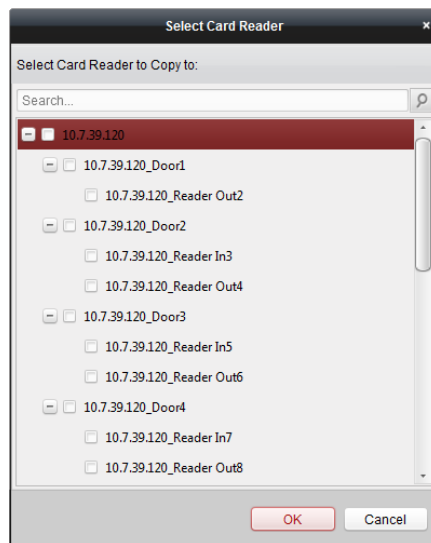 Select Card Reader
Select Card Reader to Copy to:
Search...
10.7.39.120
10.7.39.120_Door1
10.7.39.120_Reader Out2
10.7.39.120_Door2
10.7.39.120_Reader In3
10.7.39.120_Reader Out4
10.7.39.120_Door3
10.7.39.120_Reader In5
10.7.39.120_Reader Out6
10.7.39.120_Door4
10.7.39.120_Reader In7
10.7.39.120_Reader Out8
OK Cancel